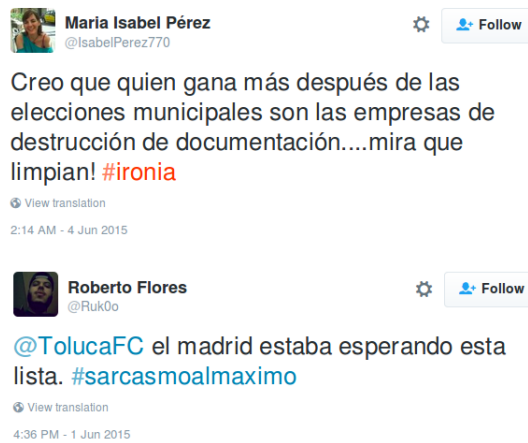 Maria Isabel Pérez
Follow
@IsabelPerez770
Creo que quien gana más después de las
elecciones municipales son las empresas de
destrucción de documentación....mira que
limpian! #ironia
View translation
2:14 AM - 4 Jun 2015
Roberto Flores
Follow
@Ruk0o
@TolucaFC el madrid estaba esperando esta
lista. #sarcasmoalmaximo
View translation
4:36 PM - 1 Jun 2015